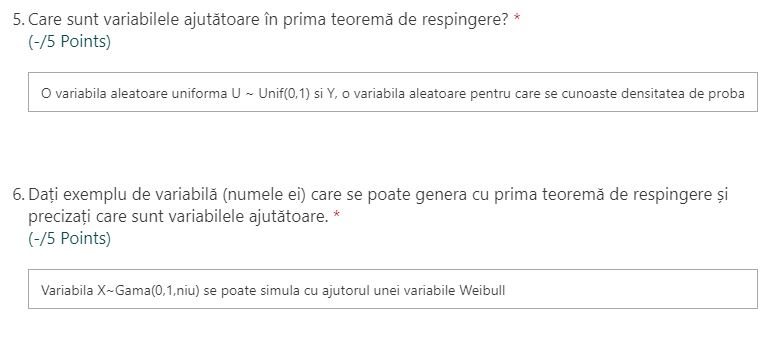 5. Care sunt variabilele ajutătoare în prima teoremă de respingere? *
(-/5 Points)
O variabila aleatoare uniforma U ~ Unif(0,1) si Y, o variabila aleatoare pentru care se cunoaste densitatea de proba
6. Dați exemplu de variabilă (numele ei) care se poate genera cu prima teoremă de respingere și
precizați care sunt variabilele ajutătoare. *
(-/5 Points)
Variabila X~Gama(0,1,niu) se poate simula cu ajutorul unei variabile Weibull